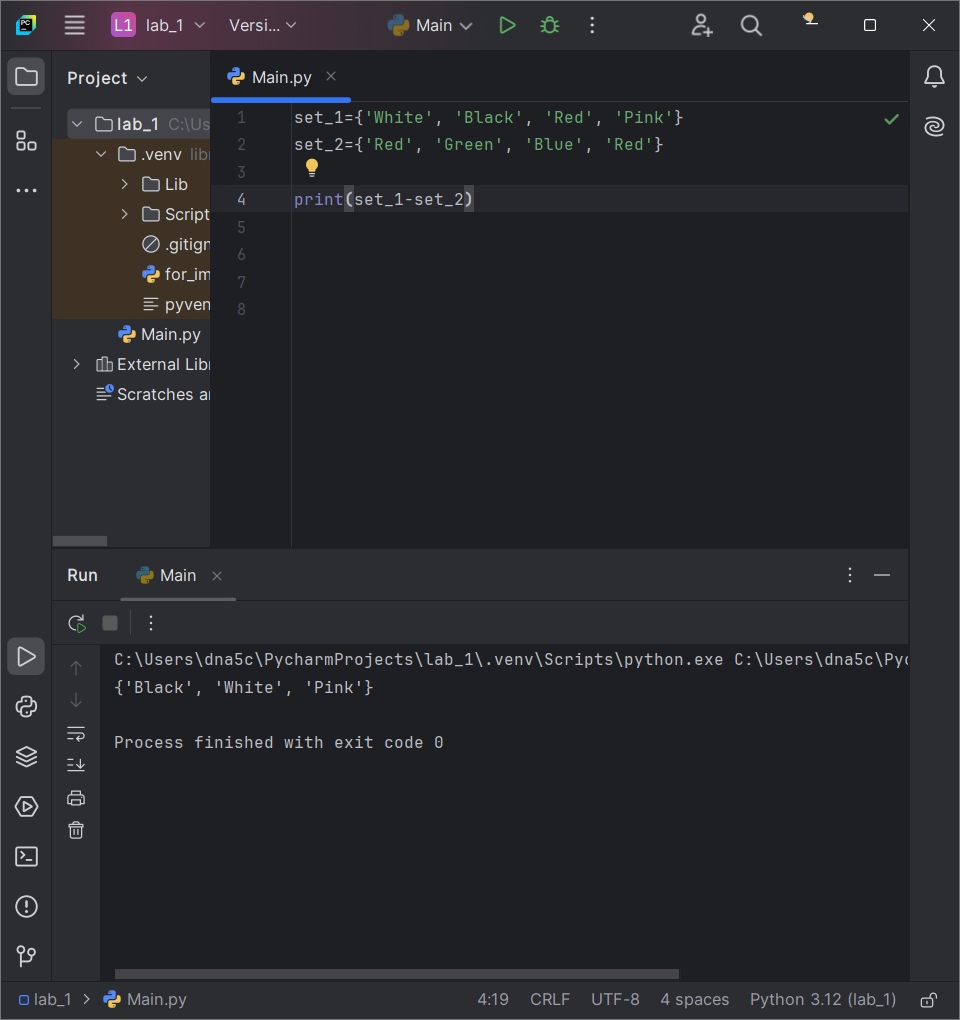 PC
L1 lab_1 Versi... Main
Project
Main.py
lab_1 C:\Us
.venv libr
Lib
Script
.gitign
for_im
pyven
Main.py
External Libr
Scratches a
1 set_1={'White', 'Black', 'Red', 'Pink'}
2 set_2={'Red', 'Green', 'Blue', 'Red'}
3
4 print(set_1-set_2)
5
6
7
8
Run Main
C:\Users\dna5c\PycharmProjects\lab_1\.venv\Scripts\python.exe C:\Users\dna5c\Pyc
{'Black', 'White', 'Pink'}
Process finished with exit code 0
lab_1 Main.py 4:19 CRLF UTF-8 4 spaces Python 3.12 (lab_1)